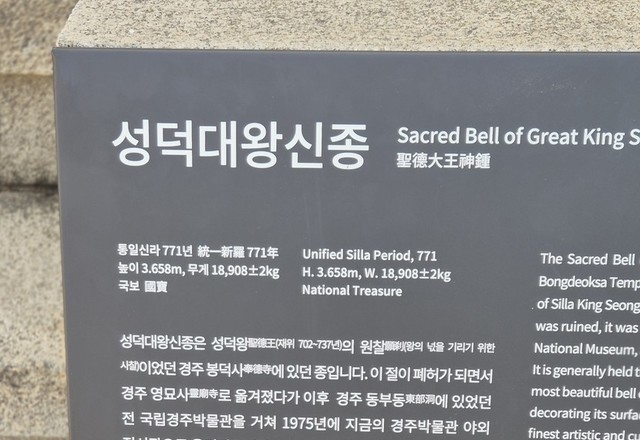 성덕대왕신종
Sacred Bell of Great King
聖德大王神鍾
통일신라 771년 統一新羅 771年
높이 3.658m, 무게 18,908±2kg
국보 國寶
Unified Silla Period, 771
H. 3.658m, W. 18,908±2kg
National Treasure
성덕대왕신종은 성덕왕聖德王(재위 702~737년)의 원찰願刹(왕의 넋을 기리기 위한
사찰)이었던 경주 봉덕사奉德寺에 있던 종입니다. 이 절이 폐허가 되면서
경주 영묘사靈廟寺로 옮겨졌다가 이후 경주 동부동東部洞에 있었던
전 국립경주박물관을 거쳐 1975년에 지금의 경주박물관 야외
The Sacred Bell
Bongdeoksa
of Silla King
was ruined, it was
National Museum,
It is generally held
most beautiful bell
decorating its
finest artistic and